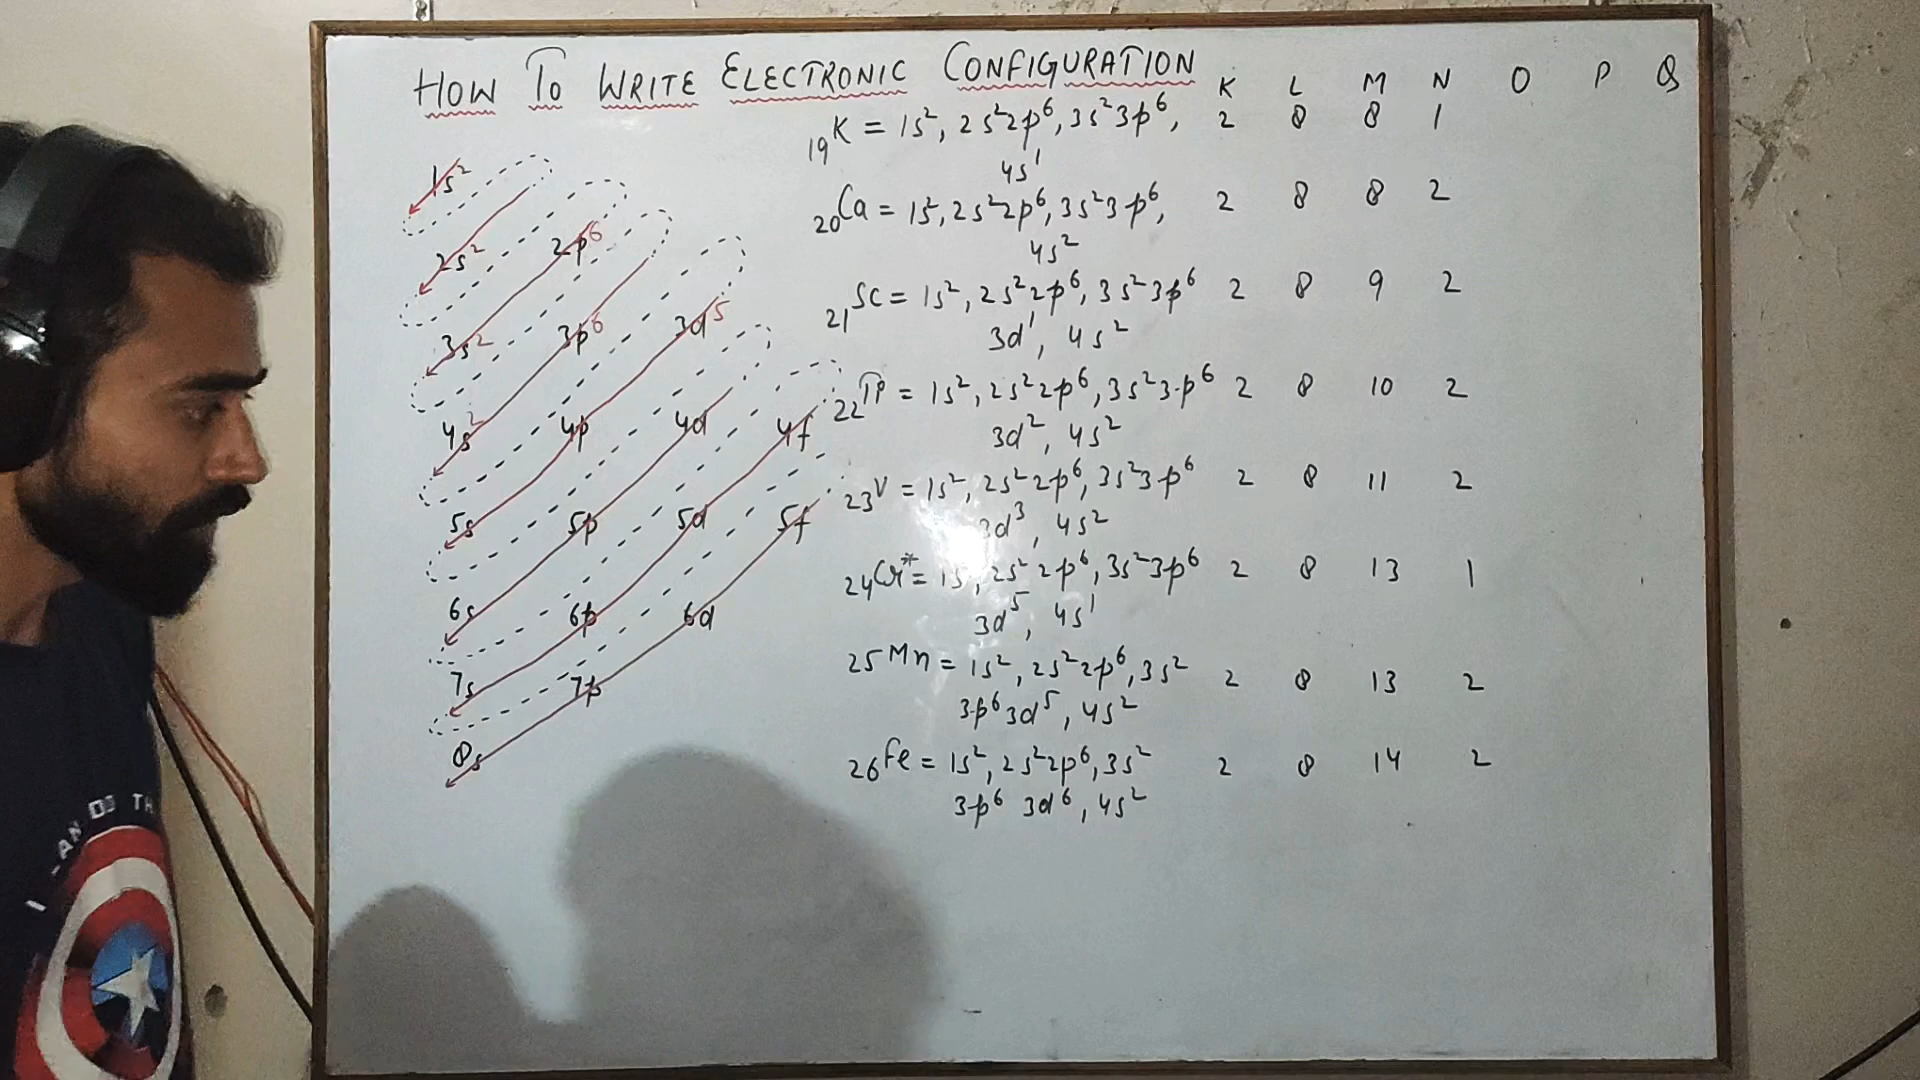 HOW TO WRITE ELECTRONIC CONFIGURATION
K L M N O P Q
₁₉K = 1s², 2s²2p⁶, 3s²3p⁶, 2 8 8 1
4s¹
₂₀Ca = 1s², 2s²2p⁶, 3s²3p⁶, 2 8 8 2
4s²
₂₁Sc = 1s², 2s²2p⁶, 3s²3p⁶ 2 8 9 2
3d¹, 4s²
₂₂Ti = 1s², 2s²2p⁶, 3s²3p⁶ 2 8 10 2
3d², 4s²
₂₃V = 1s², 2s²2p⁶, 3s²3p⁶ 2 8 11 2
3d³, 4s²
₂₄Cr* = 1s, 2s²2p⁶, 3s²3p⁶ 2 8 13 1
3d⁵, 4s¹
₂₅Mn = 1s², 2s²2p⁶, 3s² 2 8 13 2
3p⁶3d⁵, 4s²
₂₆Fe = 1s², 2s²2p⁶, 3s² 2 8 14 2
3p⁶ 3d⁶, 4s²
1s²
2s² 2p⁶
3s² 3p⁶ 3d⁵
4s² 4p 4d 4f
5s 5p 5d 5f
6s 6p 6d
7s 7p
8s
I CAN DO TH